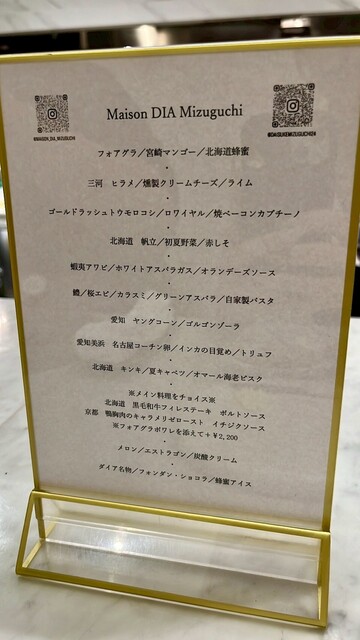 @MAISON_DIA_MIZUGUCHI
Maison DIA Mizuguchi
フォアグラ／宮崎マンゴー／北海道蜂蜜
・
三河　ヒラメ／燻製クリームチーズ／ライム
・
ゴールドラッシュトウモロコシ／ロワイヤル／焼ベーコンカプチーノ
・
北海道　帆立／初夏野菜／赤しそ
・
蝦夷アワビ／ホワイトアスパラガス／オランデーズソース
・
鱧／桜エビ／カラスミ／グリーンアスパラ／自家製パスタ
・
愛知　ヤングコーン／ゴルゴンゾーラ
・
愛知美浜　名古屋コーチン卵／インカの目覚め／トリュフ
・
北海道　キンキ／夏キャベツ／オマール海老ビスク
・
※メイン料理をチョイス※
北海道　黒毛和牛フィレステーキ　ポルトソース
京都　鴨胸肉のキャラメリゼロースト　イチジクソース
※フォアグラポワレを添えて＋¥2,200
・
メロン／エストラゴン／炭酸クリーム
・
ダイア名物／フォンダン・ショコラ／蜂蜜アイス